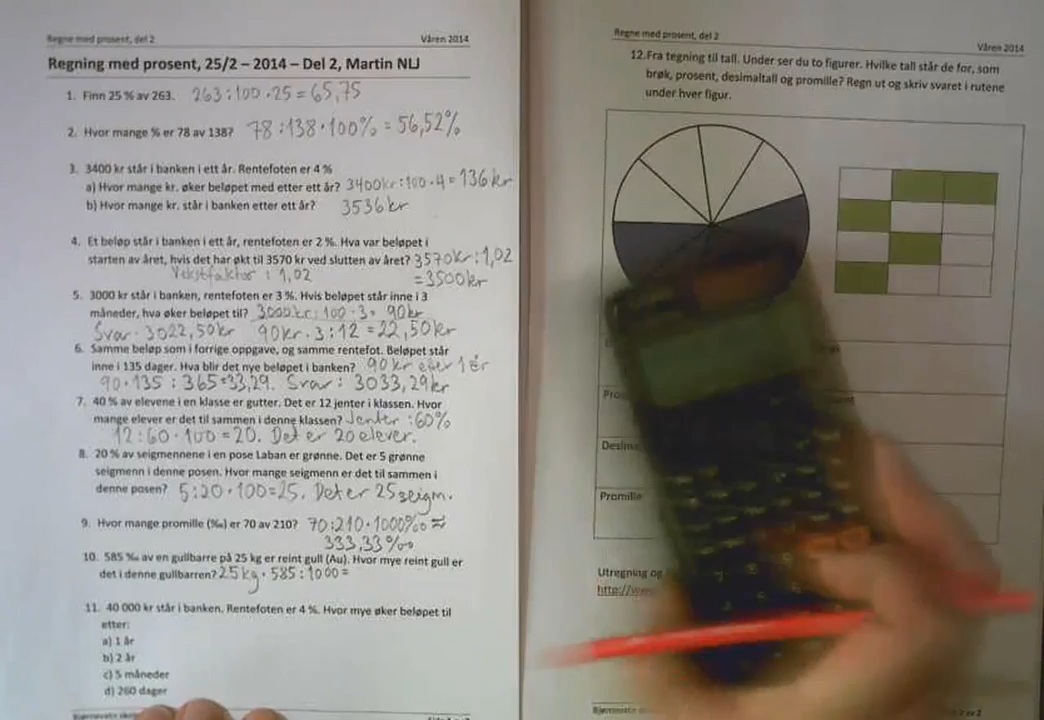 Regne med prosent, del 2
Våren 2014
Regning med prosent, 25/2 – 2014 – Del 2, Martin NLJ
1. Finn 25 % av 263. 263:100·25=65,75
2. Hvor mange % er 78 av 138? 78:138·100%=56,52%
3. 3400 kr står i banken i ett år. Rentefoten er 4 %
a) Hvor mange kr. øker beløpet med etter ett år? 3400kr:100·4=136kr
b) Hvor mange kr. står i banken etter ett år? 3536kr
4. Et beløp står i banken i ett år, rentefoten er 2 %. Hva var beløpet i
starten av året, hvis det har økt til 3570 kr ved slutten av året? 3570kr:1,02
Vekstfaktor : 1,02 =3500kr
5. 3000 kr står i banken, rentefoten er 3 %. Hvis beløpet står inne i 3
måneder, hva øker beløpet til? 3000kr:100·3= 90kr
Svar: 3022,50kr 90kr·3:12=22,50kr
6. Samme beløp som i forrige oppgave, og samme rentefot. Beløpet står
inne i 135 dager. Hva blir det nye beløpet i banken? 90kr etter 1 år
90·135:365=33,29. Svar: 3033,29kr
7. 40 % av elevene i en klasse er gutter. Det er 12 jenter i klassen. Hvor
mange elever er det til sammen i denne klassen? Jenter:60%
12:60·100=20. Det er 20 elever.
8. 20 % av seigmennene i en pose Laban er grønne. Det er 5 grønne
seigmenn i denne posen. Hvor mange seigmenn er det til sammen i
denne posen? 5:20·100=25. Det er 25 seigm.
9. Hvor mange promille (‰) er 70 av 210? 70:210·1000‰≈
333,33‰
10. 585 ‰ av en gullbarre på 25 kg er reint gull (Au). Hvor mye reint gull er
det i denne gullbarren? 25kg·585:1000=
11. 40 000 kr står i banken. Rentefoten er 4 %. Hvor mye øker beløpet til
etter:
a) 1 år
b) 2 år
c) 5 måneder
d) 260 dager
Regne med prosent, del 2
Våren 2014
12.Fra tegning til tall. Under ser du to figurer. Hvilke tall står de for, som
brøk, prosent, desimaltall og promille? Regn ut og skriv svaret i rutene
under hver figur.
Promille
Utregning og